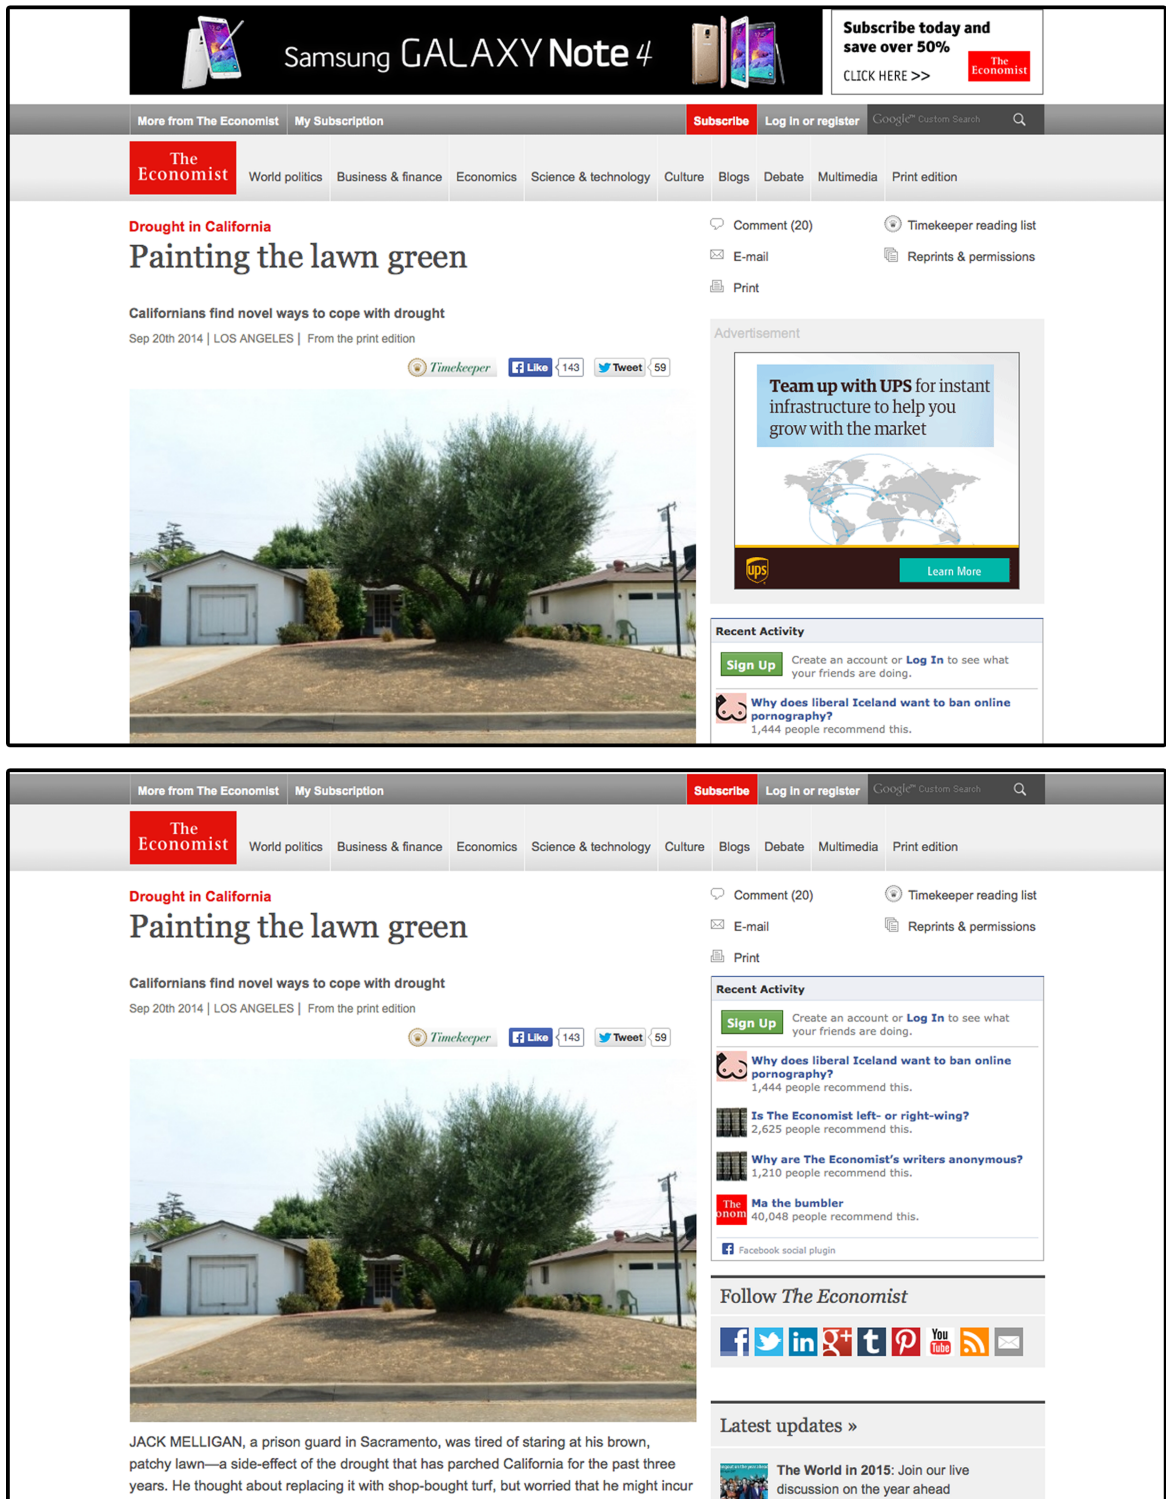 Samsung GALAXY Note 4
Subscribe today and
save over 50%
CLICK HERE >>
The
Economist
More from The Economist
My Subscription
Subscribe
Log in or register
Google™ Custom Search
The
Economist
World politics
Business & finance
Economics
Science & technology
Culture
Blogs
Debate
Multimedia
Print edition
Drought in California
Painting the lawn green
Californians find novel ways to cope with drought
Sep 20th 2014 | LOS ANGELES | From the print edition
Timekeeper
Like
143
Tweet
59
Comment (20)
Timekeeper reading list
E-mail
Reprints & permissions
Print
Advertisement
Team up with UPS for instant
infrastructure to help you
grow with the market
ups
Learn More
Recent Activity
Sign Up
Create an account or Log In to see what
your friends are doing.
Why does liberal Iceland want to ban online
pornography?
1,444 people recommend this.
More from The Economist
My Subscription
Subscribe
Log in or register
Google™ Custom Search
The
Economist
World politics
Business & finance
Economics
Science & technology
Culture
Blogs
Debate
Multimedia
Print edition
Drought in California
Painting the lawn green
Californians find novel ways to cope with drought
Sep 20th 2014 | LOS ANGELES | From the print edition
Timekeeper
Like
143
Tweet
59
JACK MELLIGAN, a prison guard in Sacramento, was tired of staring at his brown,
patchy lawn—a side-effect of the drought that has parched California for the past three
years. He thought about replacing it with shop-bought turf, but worried that he might incur
Comment (20)
Timekeeper reading list
E-mail
Reprints & permissions
Print
Recent Activity
Sign Up
Create an account or Log In to see what
your friends are doing.
Why does liberal Iceland want to ban online
pornography?
1,444 people recommend this.
Is The Economist left- or right-wing?
2,625 people recommend this.
Why are The Economist's writers anonymous?
1,210 people recommend this.
The
onom
Ma the bumbler
40,048 people recommend this.
Facebook social plugin
Follow The Economist
You
Tube
Latest updates »
The World in 2015: Join our live
discussion on the year ahead